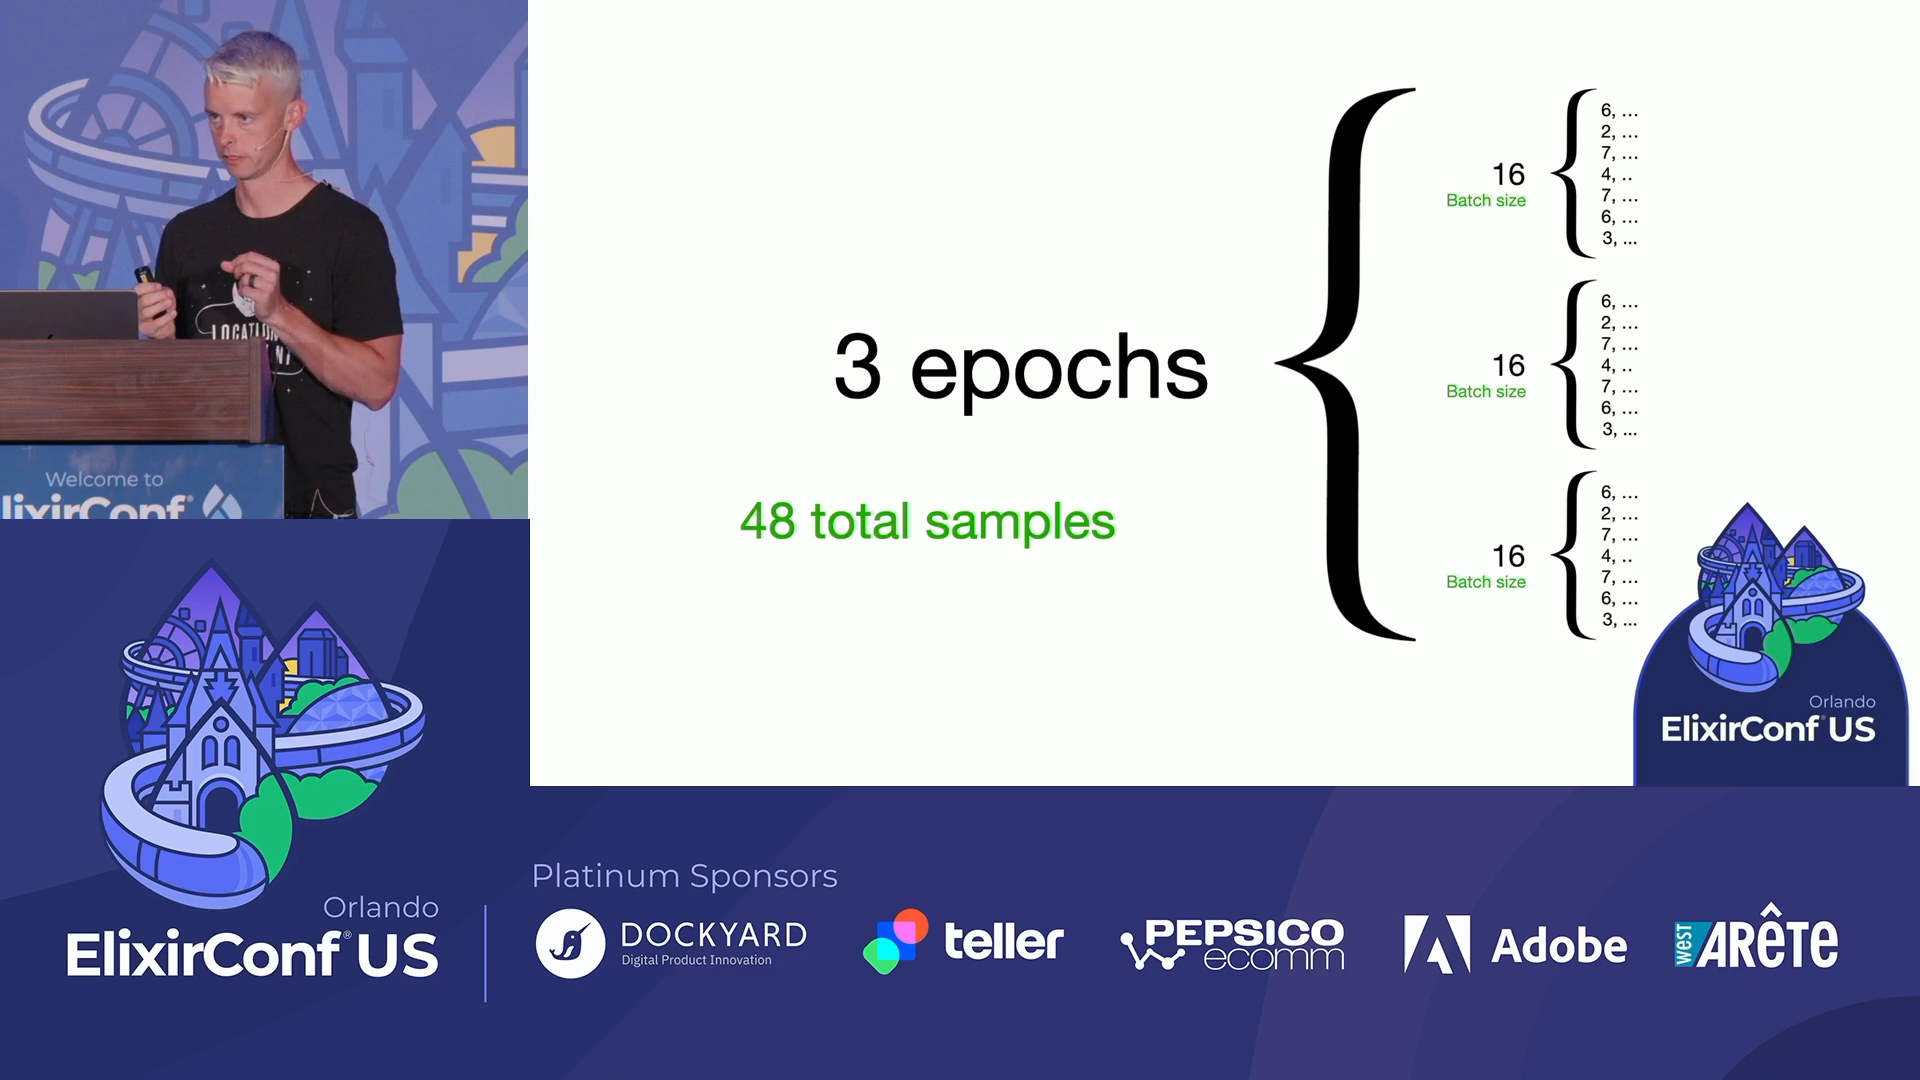 LOCATION
Welcome to
lixirConf
3 epochs
48 total samples
16
Batch size
6, ...
2, ...
7, ...
4, ..
7, ...
6, ...
3, ...
16
Batch size
6, ...
2, ...
7, ...
4, ..
7, ...
6, ...
3, ...
16
Batch size
6, ...
2, ...
7, ...
4, ..
7, ...
6, ...
3, ...
Orlando
ElixirConf US
Orlando
ElixirConf® US
Platinum Sponsors
DOCKYARD
Digital Product Innovation
teller
PEPSICO
ecomm
Adobe
west ARÊTE